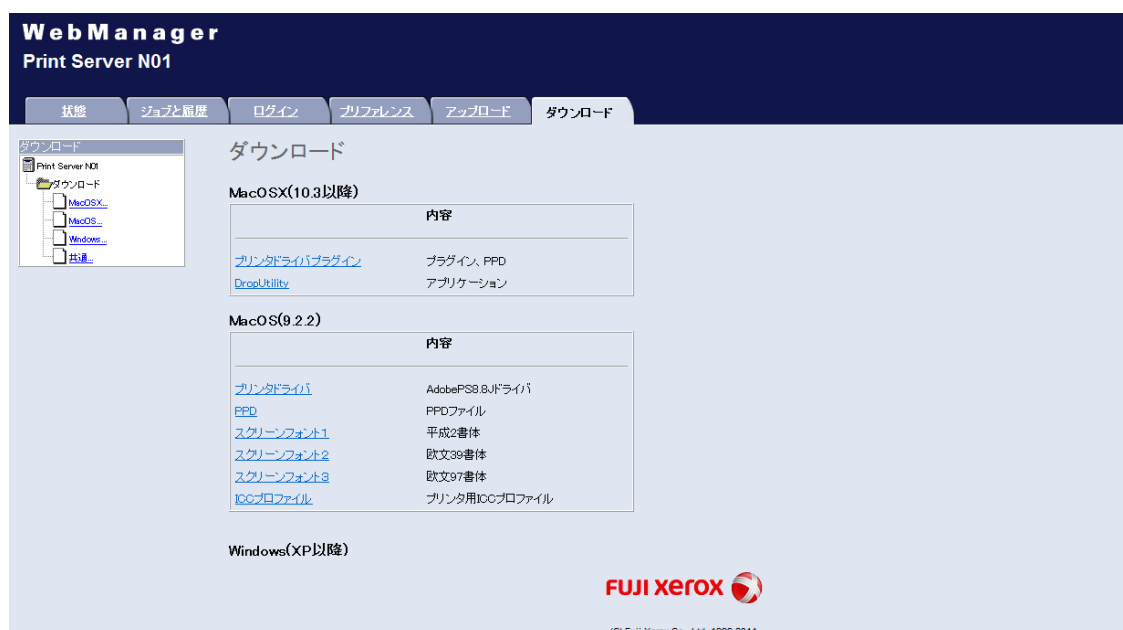 WebManager
Print Server N01
状態 ジョブと履歴 ログイン プリファレンス アップロード ダウンロード
ダウンロード
Print Server N01
ダウンロード
MacOSX...
MacOS...
Windows...
共通...
ダウンロード
MacOSX(10.3以降)
内容
プリンタドライバプラグイン プラグイン、PPD
DropUtility アプリケーション
MacOS(9.2.2)
内容
プリンタドライバ AdobePS8.8Jドライバ
PPD PPDファイル
スクリーンフォント1 平成2書体
スクリーンフォント2 欧文39書体
スクリーンフォント3 欧文97書体
ICCプロファイル プリンタ用ICCプロファイル
Windows(XP以降)
FUJI xerox